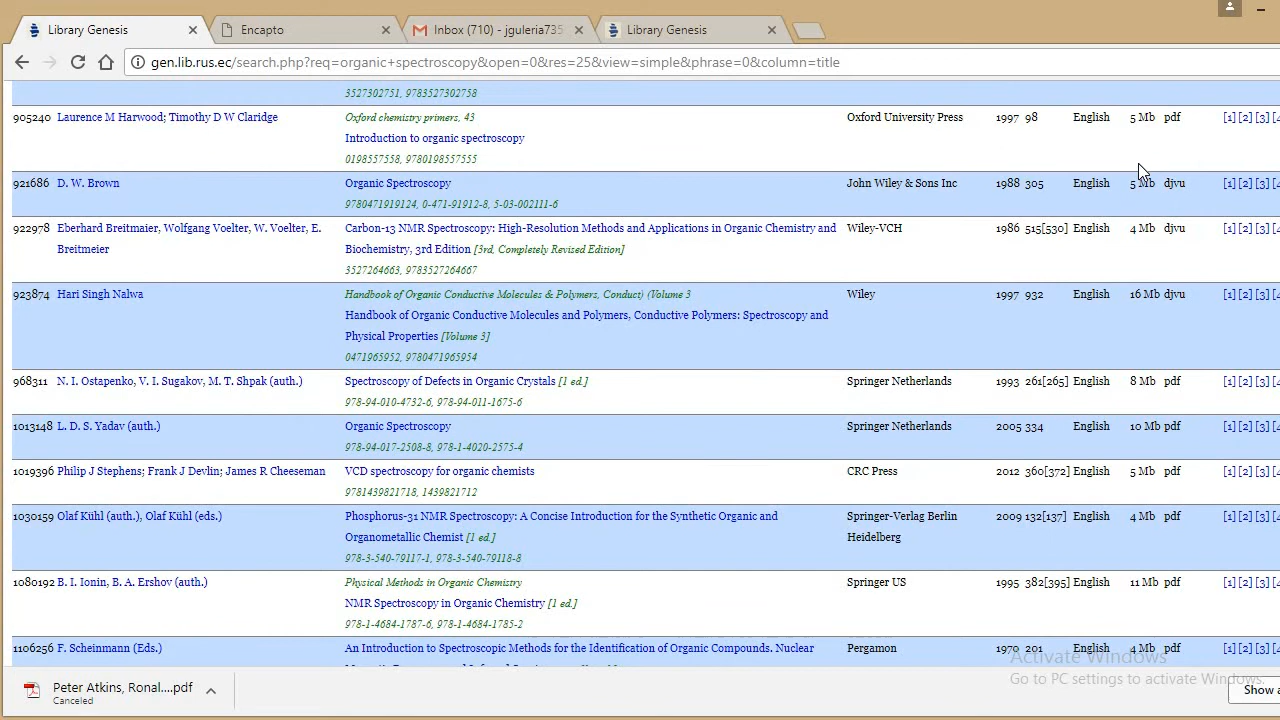 Library Genesis Encapto Inbox (710) - jguleria735 Library Genesis
gen.lib.rus.ec/search.php?req=organic+spectroscopy&open=0&res=25&view=simple&phrase=0&column=title
3527302751, 9783527302758
905240 Laurence M Harwood; Timothy D W Claridge Oxford chemistry primers, 43 Oxford University Press 1997 98 English 5 Mb pdf [1] [2] [3]
Introduction to organic spectroscopy
0198557558, 9780198557555
921686 D. W. Brown Organic Spectroscopy John Wiley & Sons Inc 1988 305 English 5 Mb djvu [1] [2] [3]
9780471919124, 0-471-91912-8, 5-03-002111-6
922978 Eberhard Breitmaier, Wolfgang Voelter, W. Voelter, E. Carbon-13 NMR Spectroscopy: High-Resolution Methods and Applications in Organic Chemistry and Wiley-VCH 1986 515[530] English 4 Mb djvu [1] [2] [3]
Breitmeier Biochemistry, 3rd Edition [3rd, Completely Revised Edition]
3527264663, 9783527264667
923874 Hari Singh Nalwa Handbook of Organic Conductive Molecules & Polymers, Conduct) (Volume 3 Wiley 1997 932 English 16 Mb djvu [1] [2] [3]
Handbook of Organic Conductive Molecules and Polymers, Conductive Polymers: Spectroscopy and
Physical Properties [Volume 3]
0471965952, 9780471965954
968311 N. I. Ostapenko, V. I. Sugakov, M. T. Shpak (auth.) Spectroscopy of Defects in Organic Crystals [1 ed.] Springer Netherlands 1993 261[265] English 8 Mb pdf [1] [2] [3]
978-94-010-4732-6, 978-94-011-1675-6
1013148 L. D. S. Yadav (auth.) Organic Spectroscopy Springer Netherlands 2005 334 English 10 Mb pdf [1] [2] [3]
978-94-017-2508-8, 978-1-4020-2575-4
1019396 Philip J Stephens; Frank J Devlin; James R Cheeseman VCD spectroscopy for organic chemists CRC Press 2012 360[372] English 5 Mb pdf [1] [2] [3]
9781439821718, 1439821712
1030159 Olaf Kühl (auth.), Olaf Kühl (eds.) Phosphorus-31 NMR Spectroscopy: A Concise Introduction for the Synthetic Organic and Springer-Verlag Berlin 2009 132[137] English 4 Mb pdf [1] [2] [3]
Organometallic Chemist [1 ed.] Heidelberg
978-3-540-79117-1, 978-3-540-79118-8
1080192 B. I. Ionin, B. A. Ershov (auth.) Physical Methods in Organic Chemistry Springer US 1995 382[395] English 11 Mb pdf [1] [2] [3]
NMR Spectroscopy in Organic Chemistry [1 ed.]
978-1-4684-1787-6, 978-1-4684-1785-2
1106256 F. Scheinmann (Eds.) An Introduction to Spectroscopic Methods for the Identification of Organic Compounds. Nuclear Pergamon 1970 201 English 4 Mb pdf [1] [2] [3]
Activate Windows
Go to PC settings to activate Windows.
Peter Atkins, Ronal....pdf
Canceled
Show